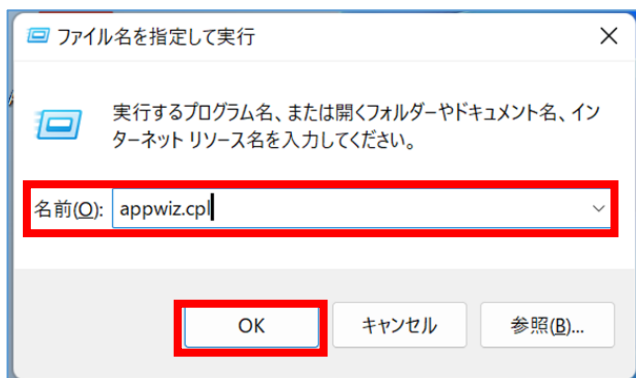 ファイル名を指定して実行
実行するプログラム名、または開くフォルダーやドキュメント名、イン
ターネット リソース名を入力してください。
名前(O): appwiz.cpl
OK キャンセル 参照(B)...